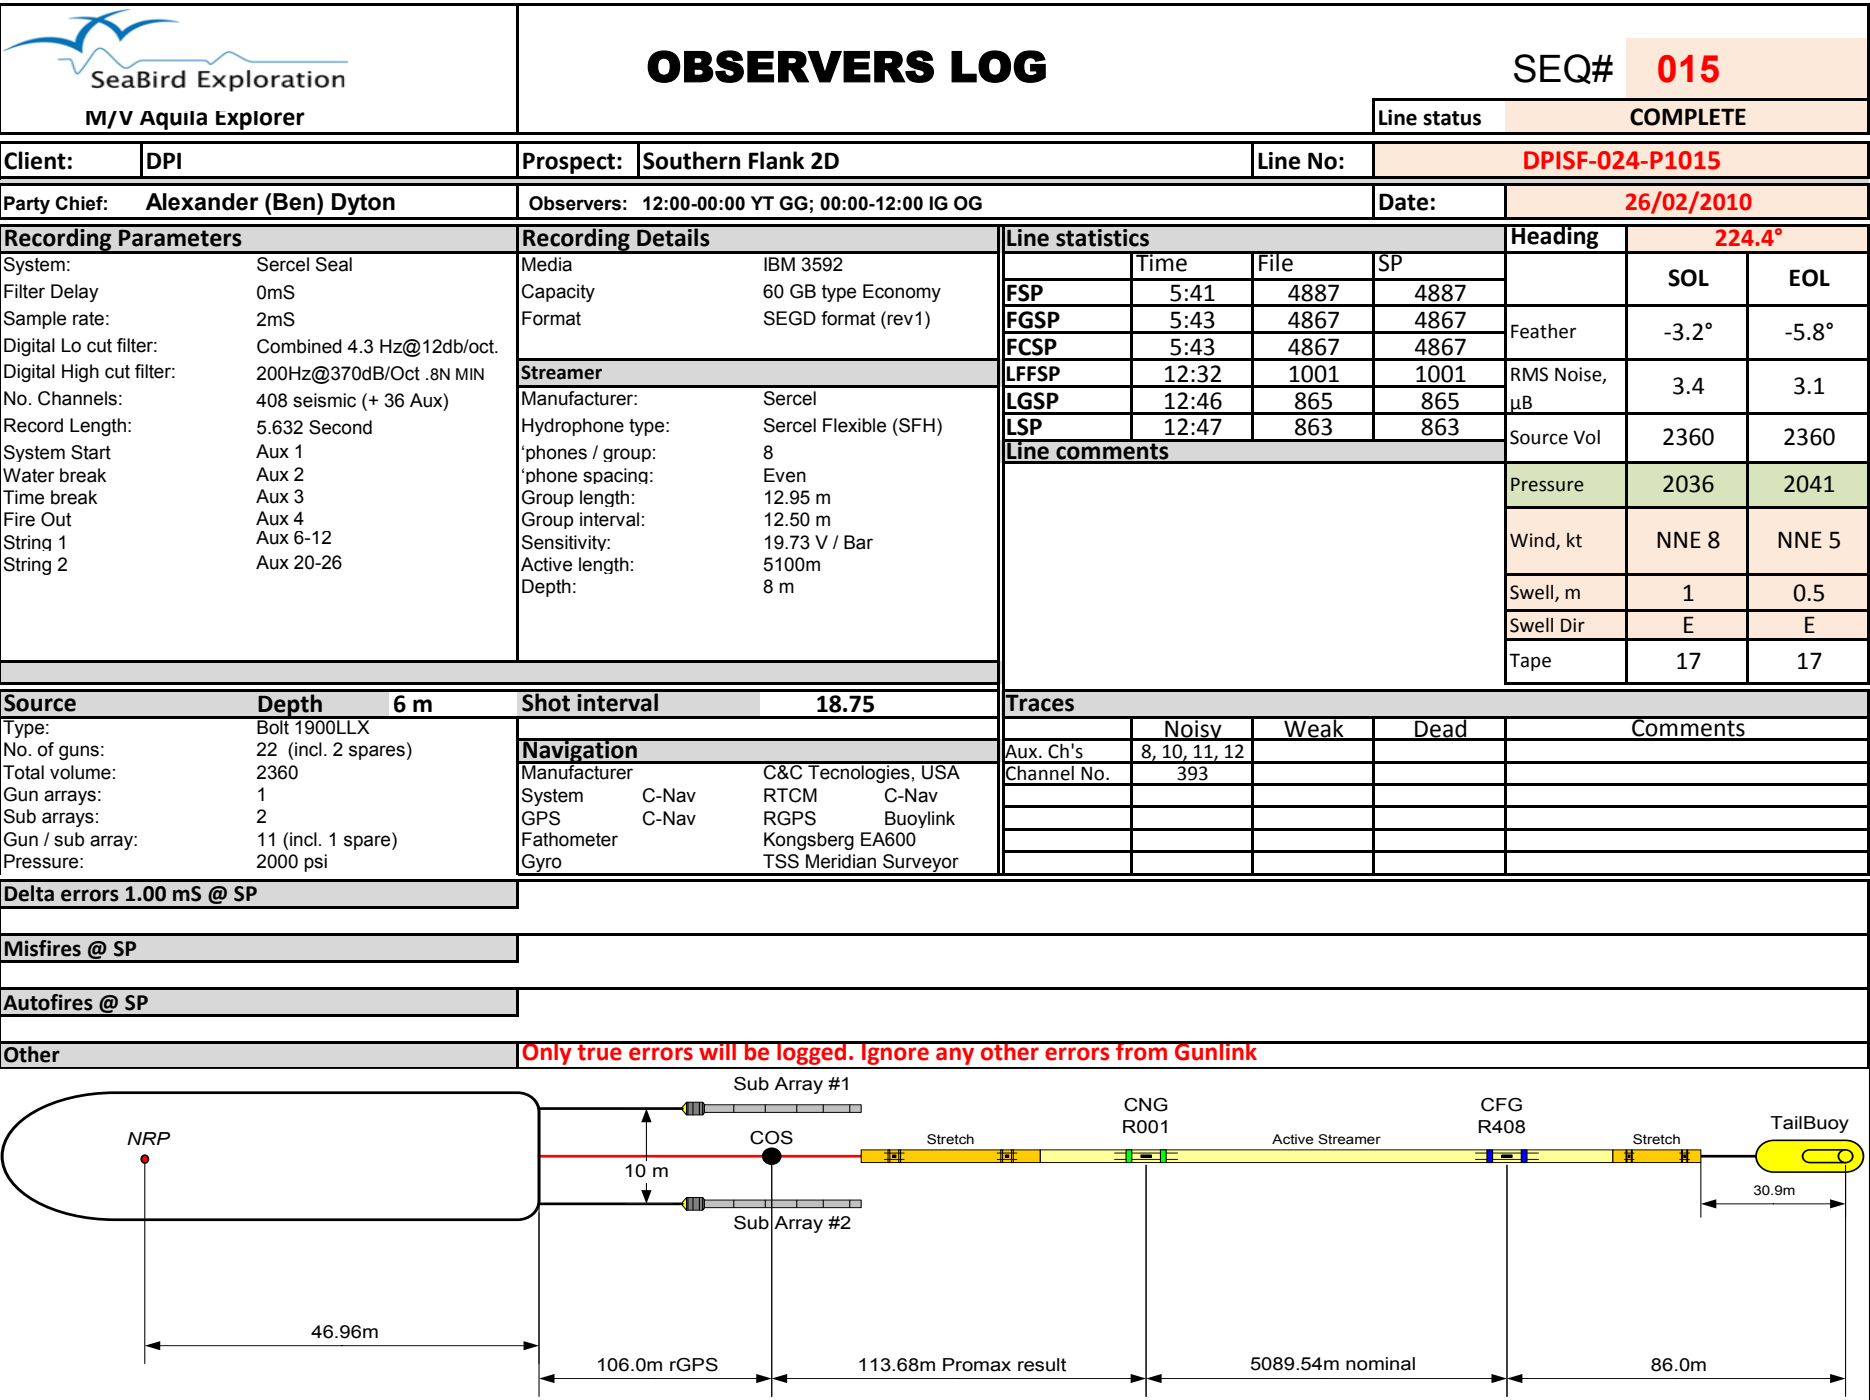 SeaBird Exploration
M/V Aquila Explorer
OBSERVERS LOG
SEQ# 015
Line status COMPLETE
Client: DPI Prospect: Southern Flank 2D Line No: DPISF-024-P1015
Party Chief: Alexander (Ben) Dyton Observers: 12:00-00:00 YT GG; 00:00-12:00 IG OG Date: 26/02/2010
Recording Parameters
System: Sercel Seal
Filter Delay 0mS
Sample rate: 2mS
Digital Lo cut filter: Combined 4.3 Hz@12db/oct.
Digital High cut filter: 200Hz@370dB/Oct .8N MIN
No. Channels: 408 seismic (+ 36 Aux)
Record Length: 5.632 Second
System Start Aux 1
Water break Aux 2
Time break Aux 3
Fire Out Aux 4
String 1 Aux 6-12
String 2 Aux 20-26
Recording Details
Media IBM 3592
Capacity 60 GB type Economy
Format SEGD format (rev1)
Streamer
Manufacturer: Sercel
Hydrophone type: Sercel Flexible (SFH)
'phones / group: 8
'phone spacing: Even
Group length: 12.95 m
Group interval: 12.50 m
Sensitivity: 19.73 V / Bar
Active length: 5100m
Depth: 8 m
Line statistics
Time File SP
FSP 5:41 4887 4887
FGSP 5:43 4867 4867
FCSP 5:43 4867 4867
LFFSP 12:32 1001 1001
LGSP 12:46 865 865
LSP 12:47 863 863
Line comments
Heading 224.4°
SOL EOL
Feather -3.2° -5.8°
RMS Noise, µB 3.4 3.1
Source Vol 2360 2360
Pressure 2036 2041
Wind, kt NNE 8 NNE 5
Swell, m 1 0.5
Swell Dir E E
Tape 17 17
Source Depth 6 m
Type: Bolt 1900LLX
No. of guns: 22 (incl. 2 spares)
Total volume: 2360
Gun arrays: 1
Sub arrays: 2
Gun / sub array: 11 (incl. 1 spare)
Pressure: 2000 psi
Shot interval 18.75
Navigation
Manufacturer C&C Tecnologies, USA
System C-Nav RTCM C-Nav
GPS C-Nav RGPS Buoylink
Fathometer Kongsberg EA600
Gyro TSS Meridian Surveyor
Traces
Noisy Weak Dead Comments
Aux. Ch's 8, 10, 11, 12
Channel No. 393
Delta errors 1.00 mS @ SP
Misfires @ SP
Autofires @ SP
Other Only true errors will be logged. Ignore any other errors from Gunlink
Sub Array #1
NRP
COS
10 m
Sub Array #2
Stretch
CNG
R001
Active Streamer
CFG
R408
Stretch
TailBuoy
30.9m
46.96m
106.0m rGPS
113.68m Promax result
5089.54m nominal
86.0m